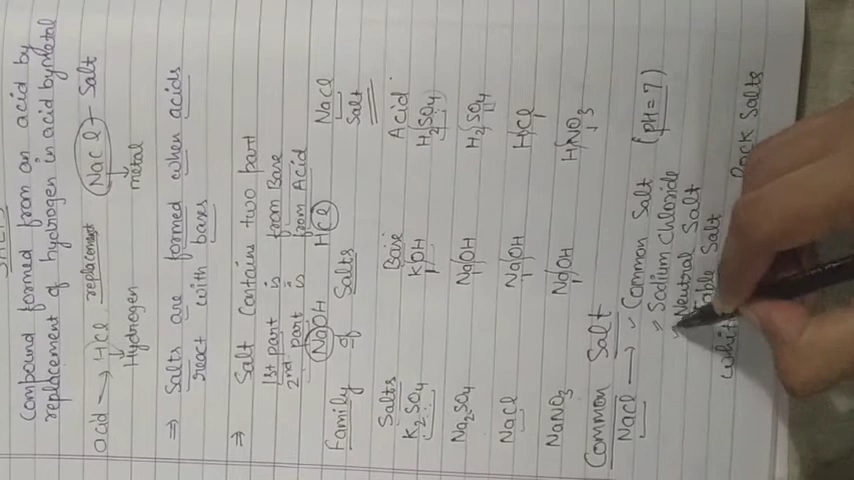 Compound formed from an acid by
replacement of hydrogen in acid by metal
acid → HCl replacement NaCl → Salt
Hydrogen metal
⇒ Salts are formed when acids
react with bases
⇒ Salt contains two part
1st part is from Base
2nd part is from Acid
NaOH HCl NaCl
Salt
Family of Salts
Salts Base Acid
K2SO4 KOH H2SO4
Na2SO4 NaOH H2SO4
NaCl NaOH HCl
NaNO3 NaOH HNO3
Common Salt
NaCl → Common Salt (pH = 7)
Sodium Chloride
Neutral Salt
Salt
Rock Salts